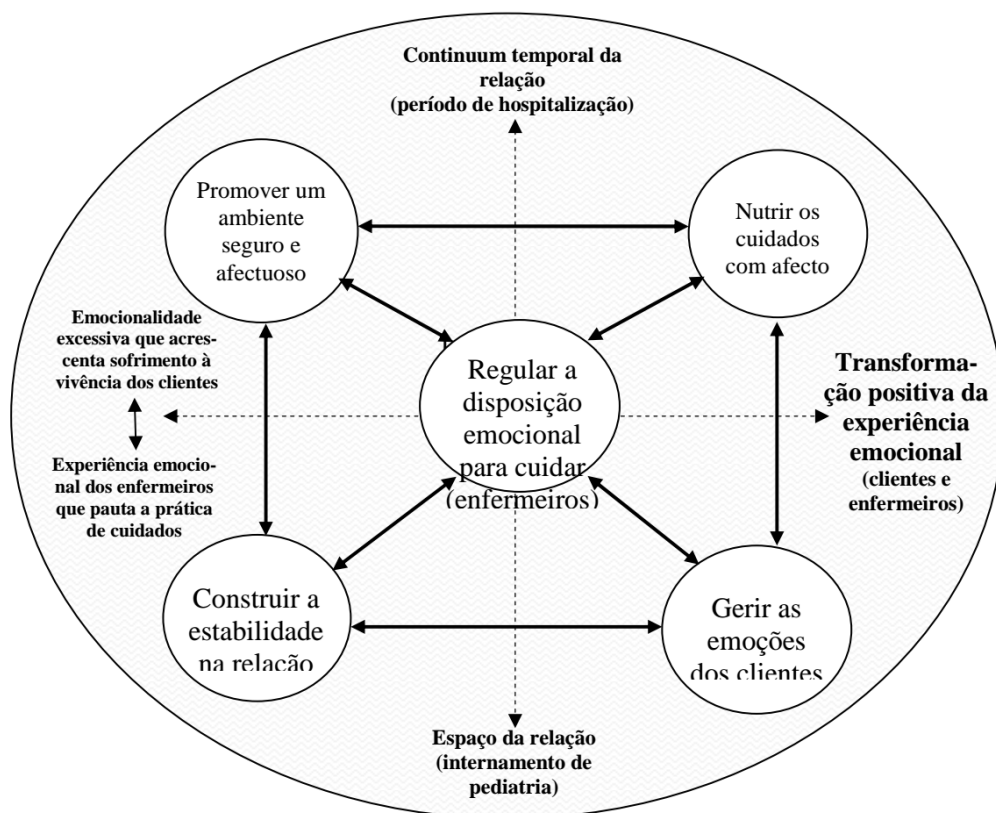 Continuum temporal da
relação
(período de hospitalização)
Promover um
ambiente
seguro e
afectuoso
Nutrir os
cuidados
com afecto
Emocionalidade
excessiva que acres-
centa sofrimento à
vivência dos clientes
Experiência emocio-
nal dos enfermeiros
que pauta a prática
de cuidados
Regular a
disposição
emocional
para cuidar
(enfermeiros)
Transforma-
ção positiva da
experiência
emocional
(clientes e
enfermeiros)
Construir a
estabilidade
na relação
Gerir as
emoções
dos clientes
Espaço da relação
(internamento de
pediatria)